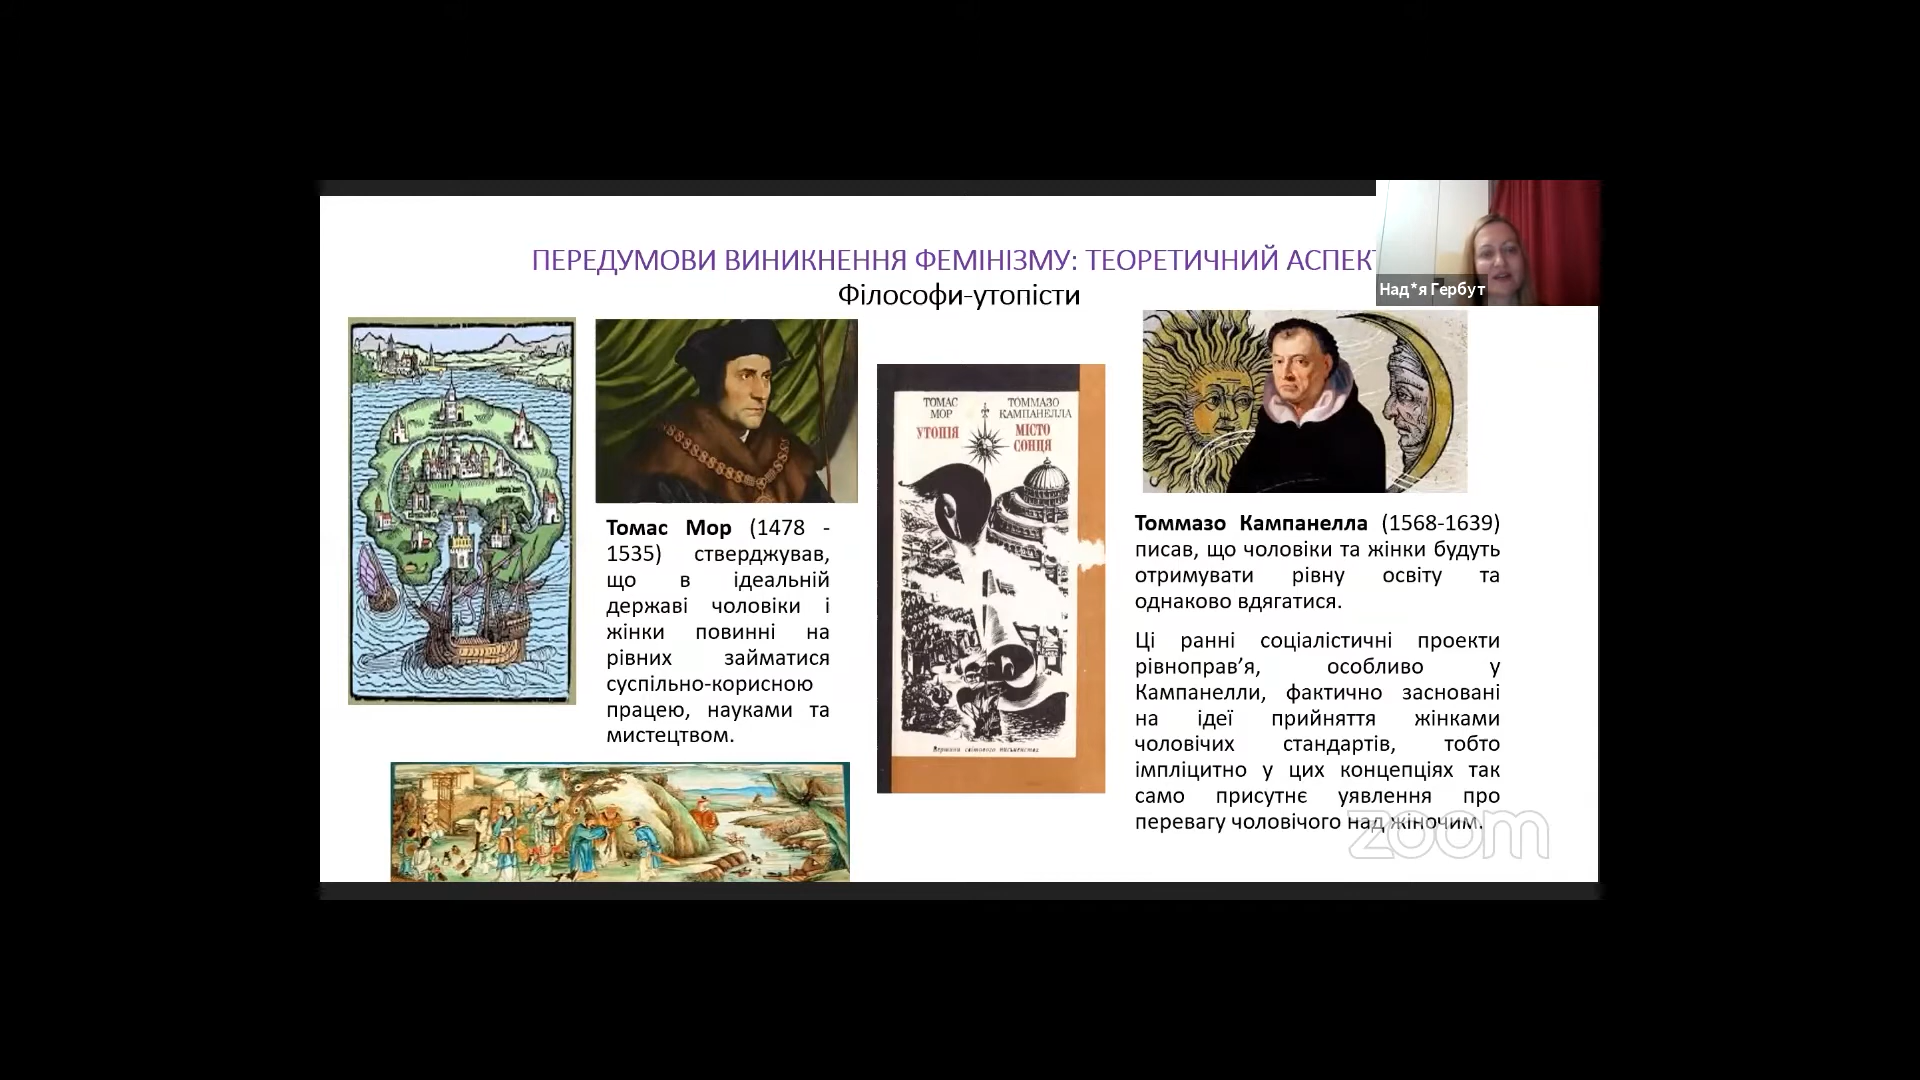 ПЕРЕДУМОВИ ВИНИКНЕННЯ ФЕМІНІЗМУ: ТЕОРЕТИЧНИЙ АСПЕКТ
Філософи-утопісти
Над*я Гербут
Томас Мор (1478 -
1535) стверджував,
що в ідеальній
державі чоловіки і
жінки повинні на
рівних займатися
суспільно-корисною
працею, науками та
мистецтвом.
ТОМАС
МОР
УТОПІЯ
ТОММАЗО
КАМПАНЕЛЛА
МІСТО
СОНЦЯ
Вершини світового письменства
Томмазо Кампанелла (1568-1639)
писав, що чоловіки та жінки будуть
отримувати рівну освіту та
однаково вдягатися.
Ці ранні соціалістичні проекти
рівноправ’я, особливо у
Кампанелли, фактично засновані
на ідеї прийняття жінками
чоловічих стандартів, тобто
імпліцитно у цих концепціях так
само присутнє уявлення про
перевагу чоловічого над жіночим.
zoom